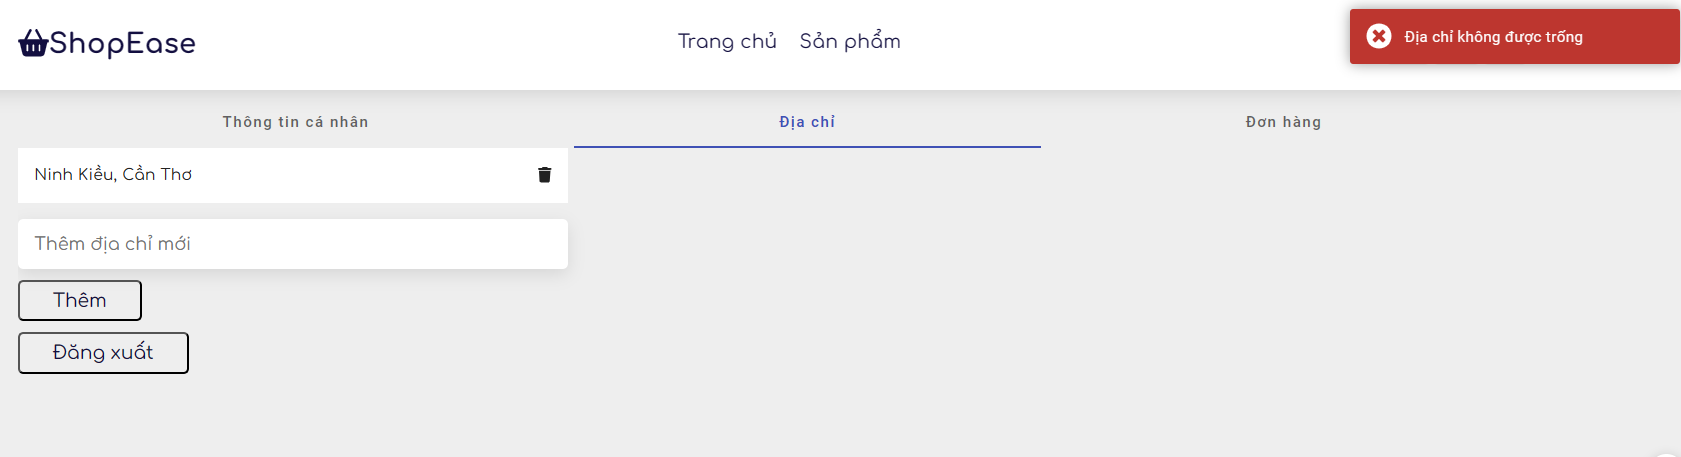 ShopEase
Trang chủ Sản phẩm
Địa chỉ không được trống
Thông tin cá nhân
Địa chỉ
Đơn hàng
Ninh Kiều, Cần Thơ
Thêm địa chỉ mới
Thêm
Đăng xuất